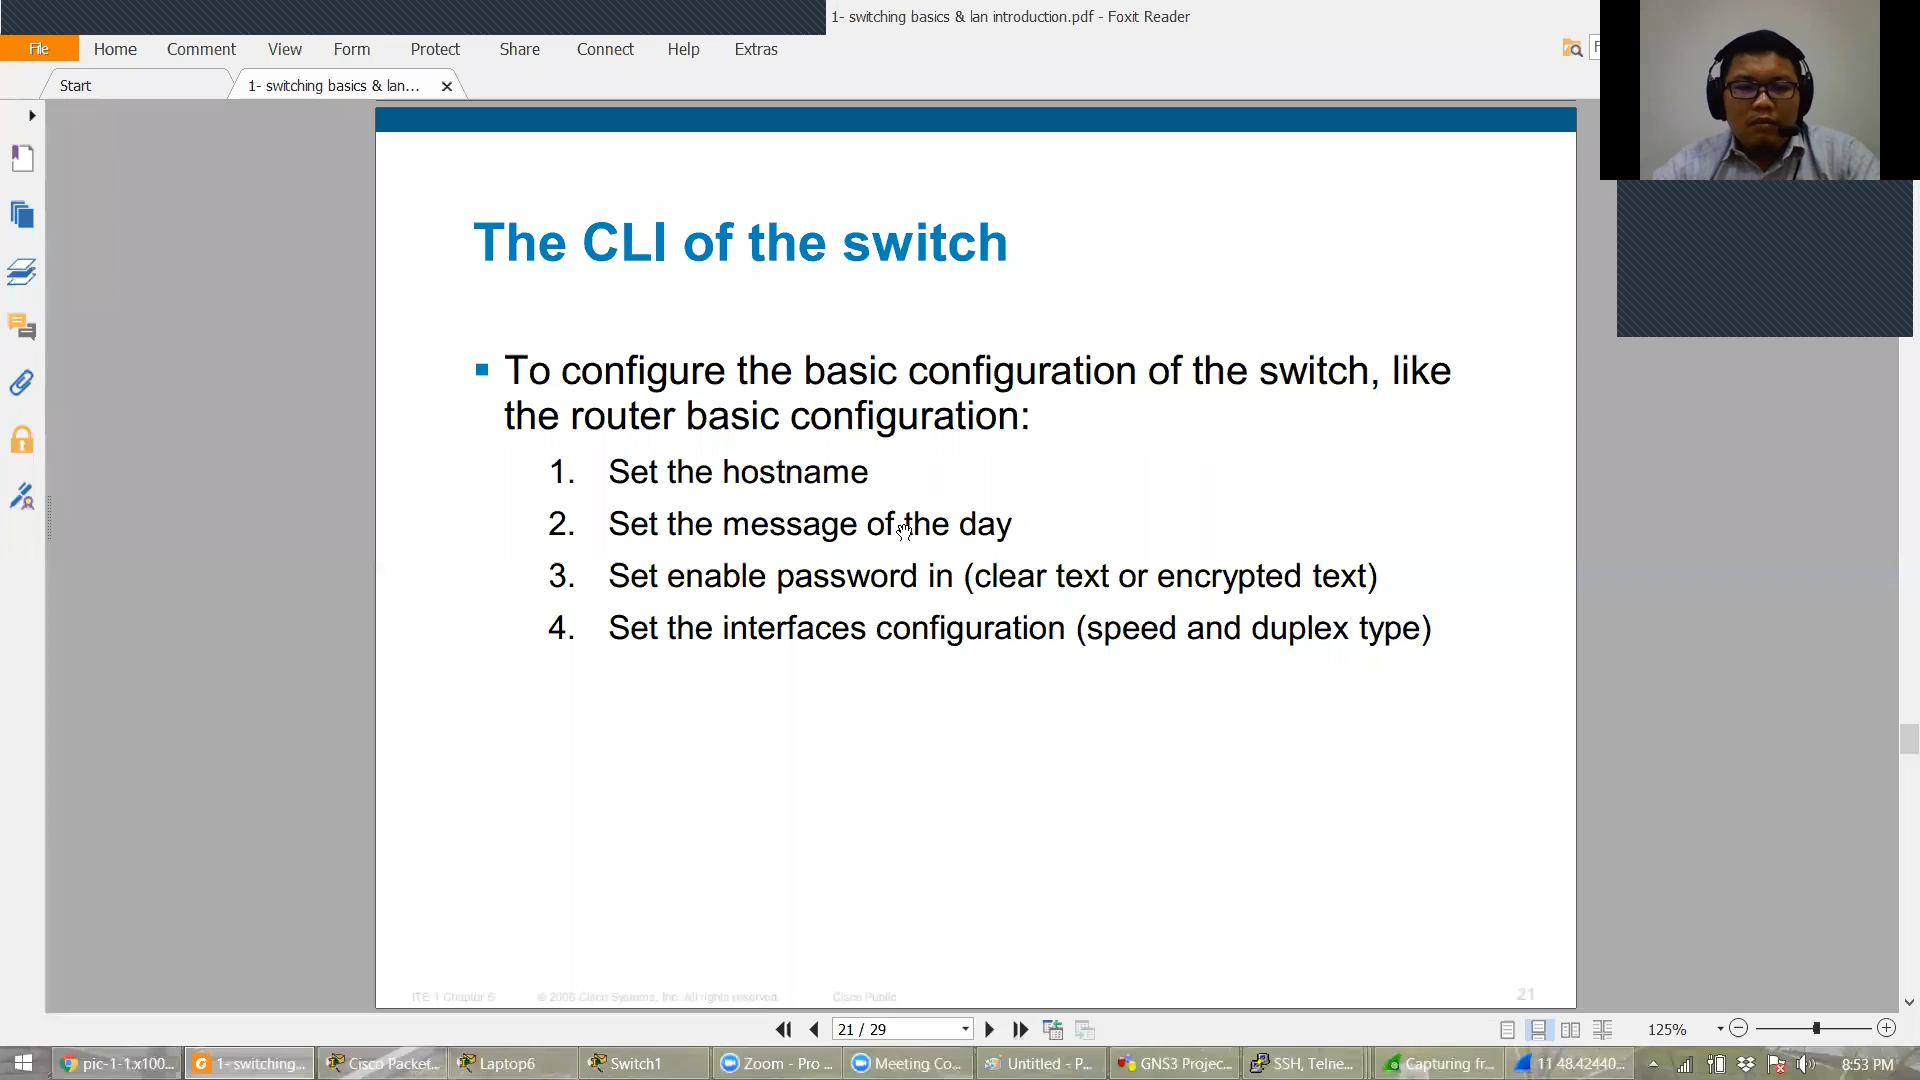 1- switching basics & lan introduction.pdf - Foxit Reader
File Home Comment View Form Protect Share Connect Help Extras
Start 1- switching basics & lan...
The CLI of the switch
To configure the basic configuration of the switch, like
the router basic configuration:
1. Set the hostname
2. Set the message of the day
3. Set enable password in (clear text or encrypted text)
4. Set the interfaces configuration (speed and duplex type)
ITE 1 Chapter 6 © 2006 Cisco Systems, Inc. All rights reserved. Cisco Public 21
21 / 29 125%
pic-1-1.x100... 1- switching... Cisco Packet... Laptop6 Switch1 Zoom - Pro ... Meeting Co... Untitled - P... GNS3 Projec... SSH, Telne... Capturing fr... 11 48.42440... 8:53 PM